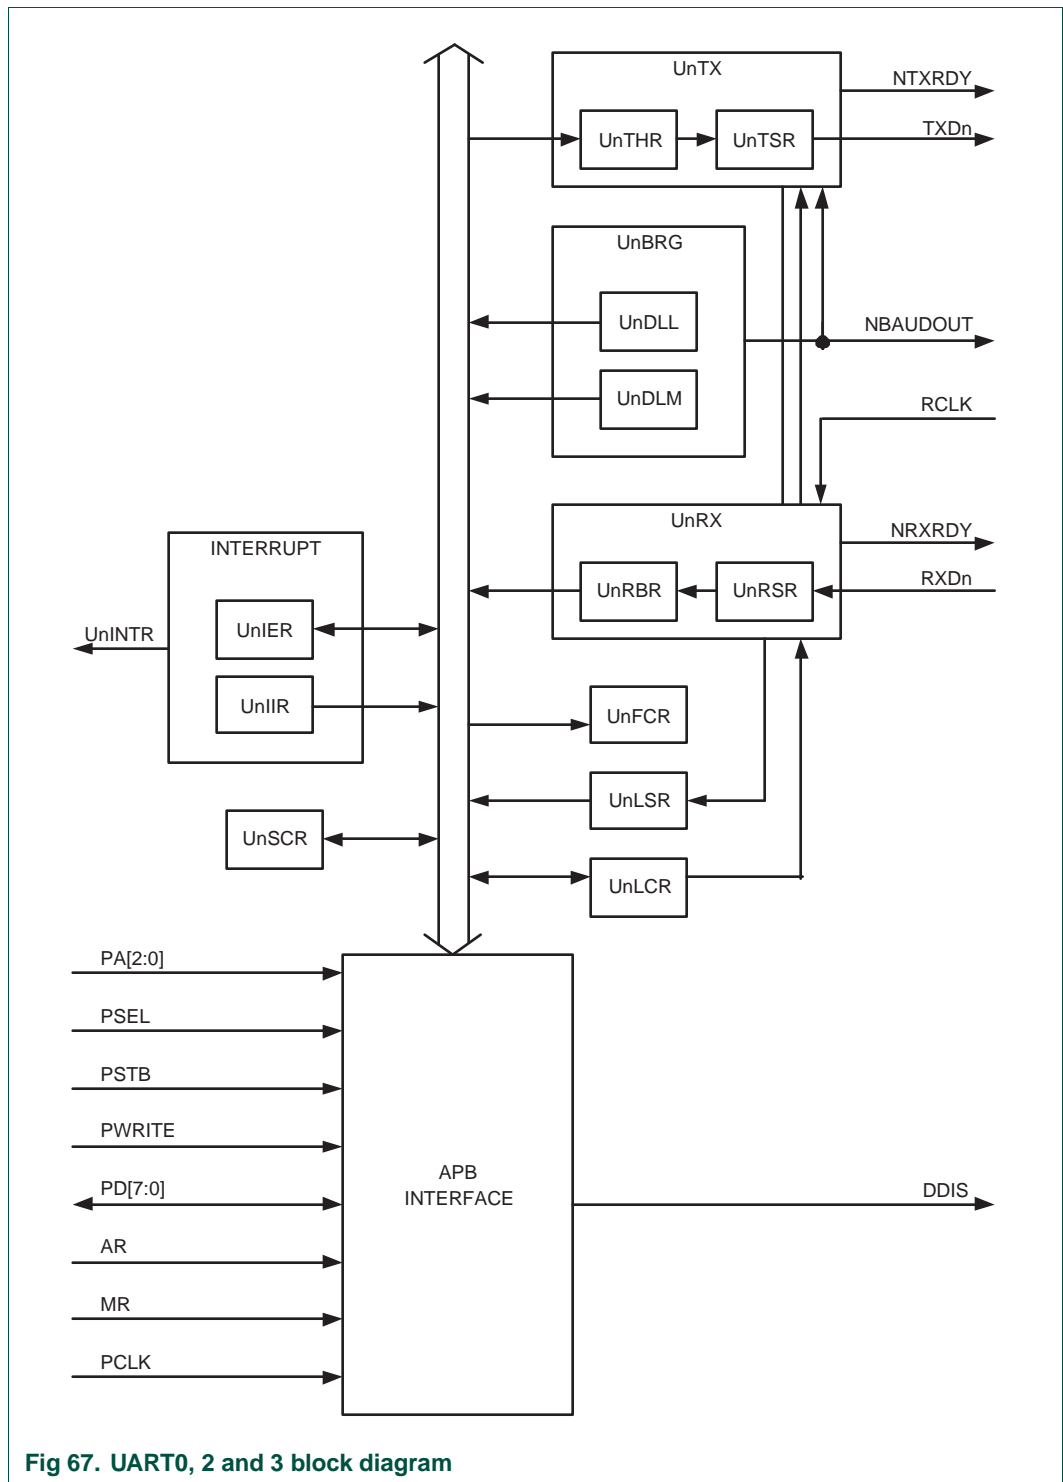 UnTX
NTXRDY
UnTHR
UnTSR
TXDn
UnBRG
UnDLL
NBAUDOUT
UnDLM
RCLK
UnRX
NRXRDY
INTERRUPT
UnRBR
UnRSR
RXDn
UnIER
UnINTR
UnIIR
UnFCR
UnLSR
UnSCR
UnLCR
PA[2:0]
PSEL
PSTB
PWRITE
PD[7:0]
AR
MR
PCLK
APB
INTERFACE
DDIS
Fig 67. UART0, 2 and 3 block diagram